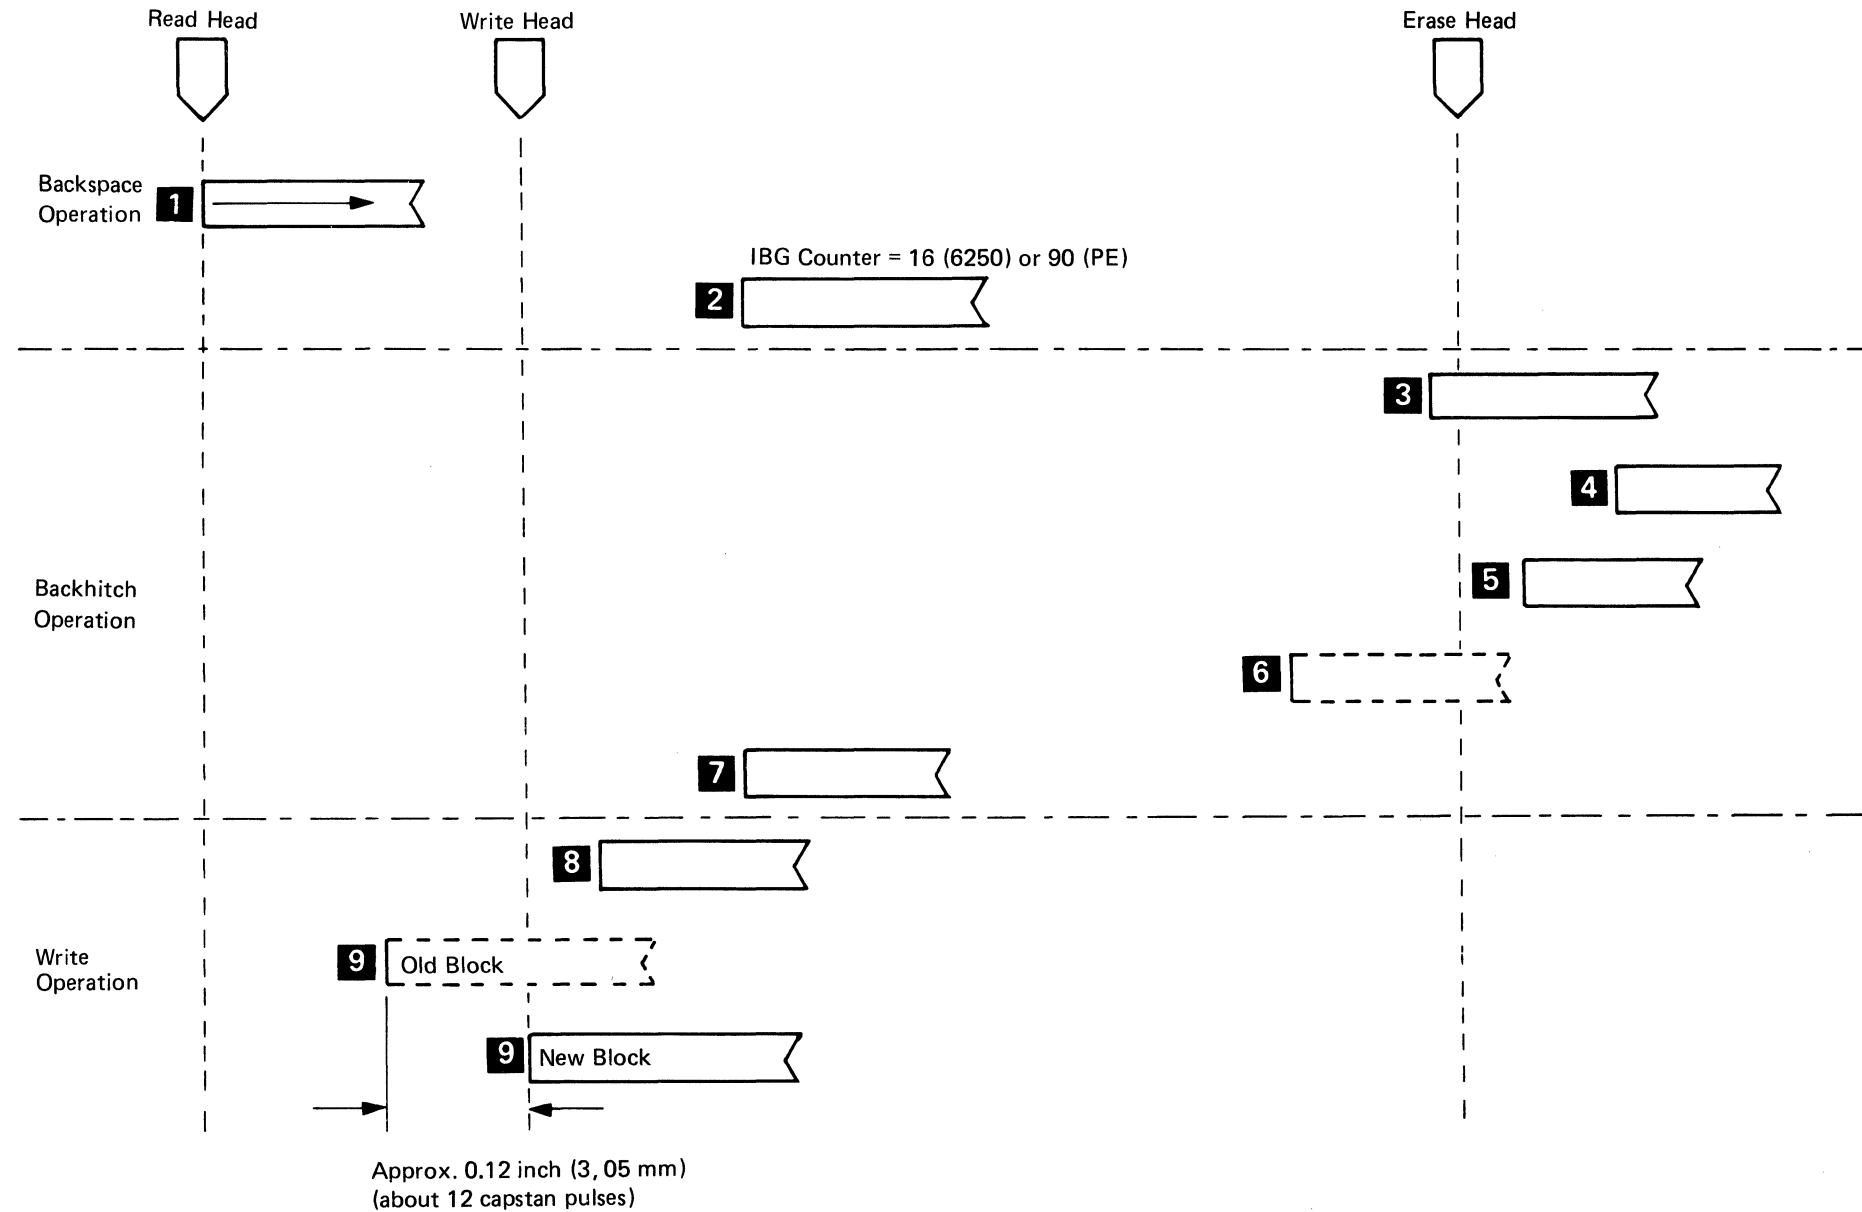 Read Head
Write Head
Erase Head
Backspace
Operation
1
IBG Counter = 16 (6250) or 90 (PE)
2
3
4
Backhitch
Operation
5
6
7
8
Write
Operation
9
Old Block
9
New Block
Approx. 0.12 inch (3,05 mm)
(about 12 capstan pulses)